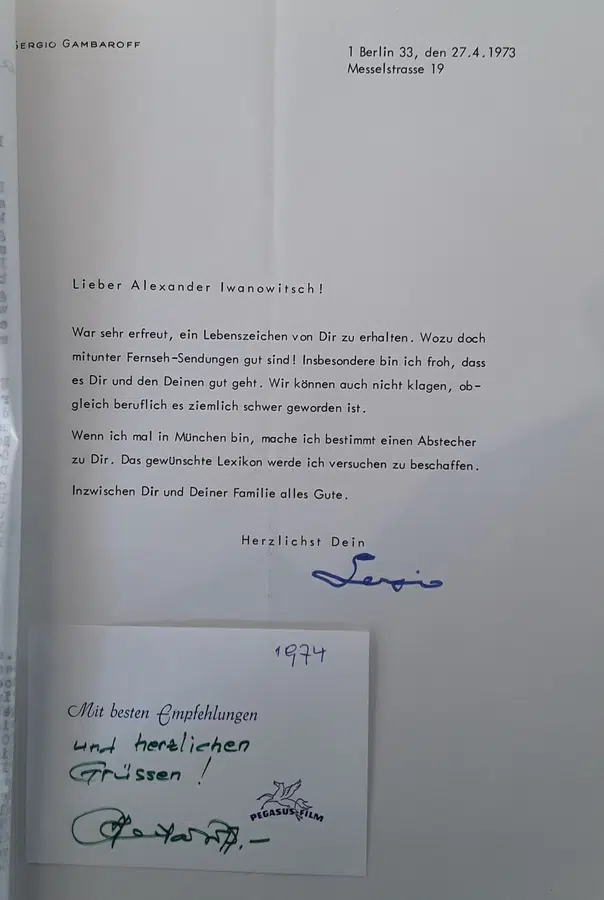 SERGIO GAMBAROFF
1 Berlin 33, den 27.4.1973
Messelstrasse 19
Lieber Alexander Iwanowitsch!
War sehr erfreut, ein Lebenszeichen von Dir zu erhalten. Wozu doch
mitunter Fernseh-Sendungen gut sind! Insbesondere bin ich froh, dass
es Dir und den Deinen gut geht. Wir können auch nicht klagen, ob-
gleich beruflich es ziemlich schwer geworden ist.
Wenn ich mal in München bin, mache ich bestimmt einen Abstecher
zu Dir. Das gewünschte Lexikon werde ich versuchen zu beschaffen.
Inzwischen Dir und Deiner Familie alles Gute.
Herzlichst Dein
Sergio
1974
Mit besten Empfehlungen
und herzlichen
Grüssen!
PEGASUS-FILM